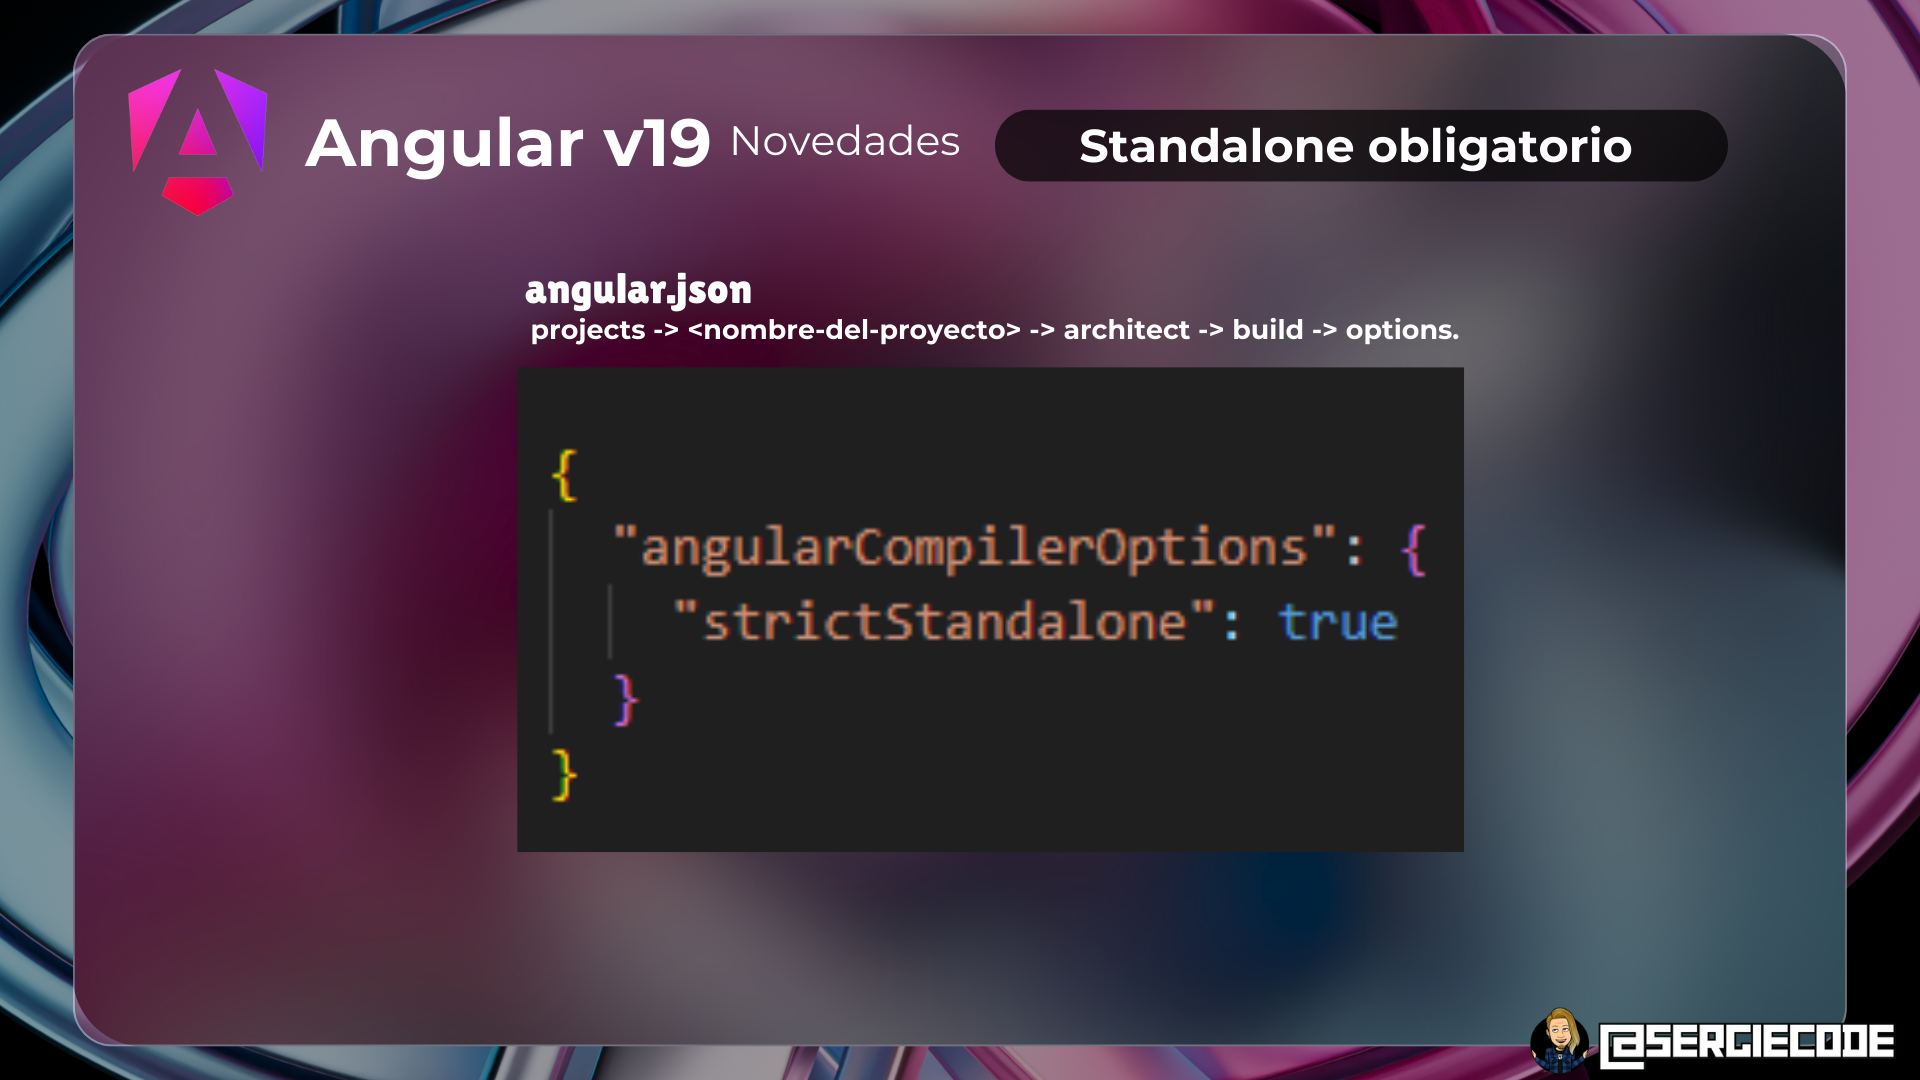 Angular v19 Novedades Standalone obligatorio
angular.json
projects -> <nombre-del-proyecto> -> architect -> build -> options.
{
"angularCompilerOptions": {
"strictStandalone": true
}
}
@SERGIECODE